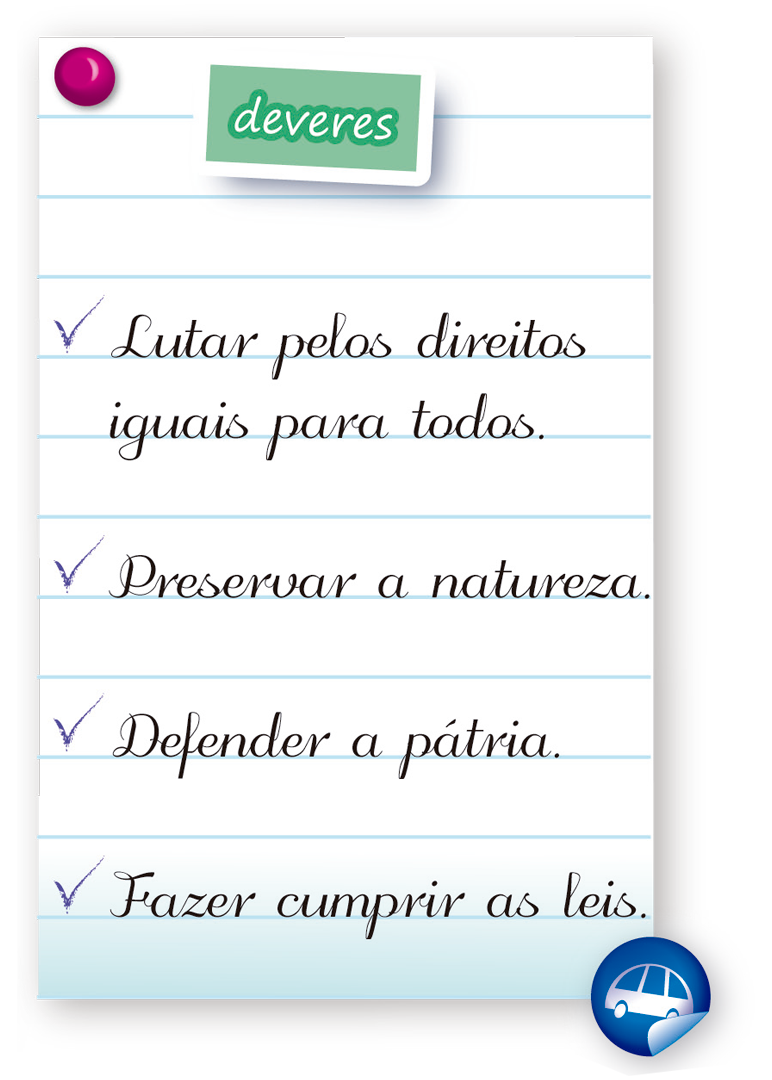 deveres
Lutar pelos direitos
iguais para todos.
Preservar a natureza.
Defender a pátria.
Fazer cumprir as leis.